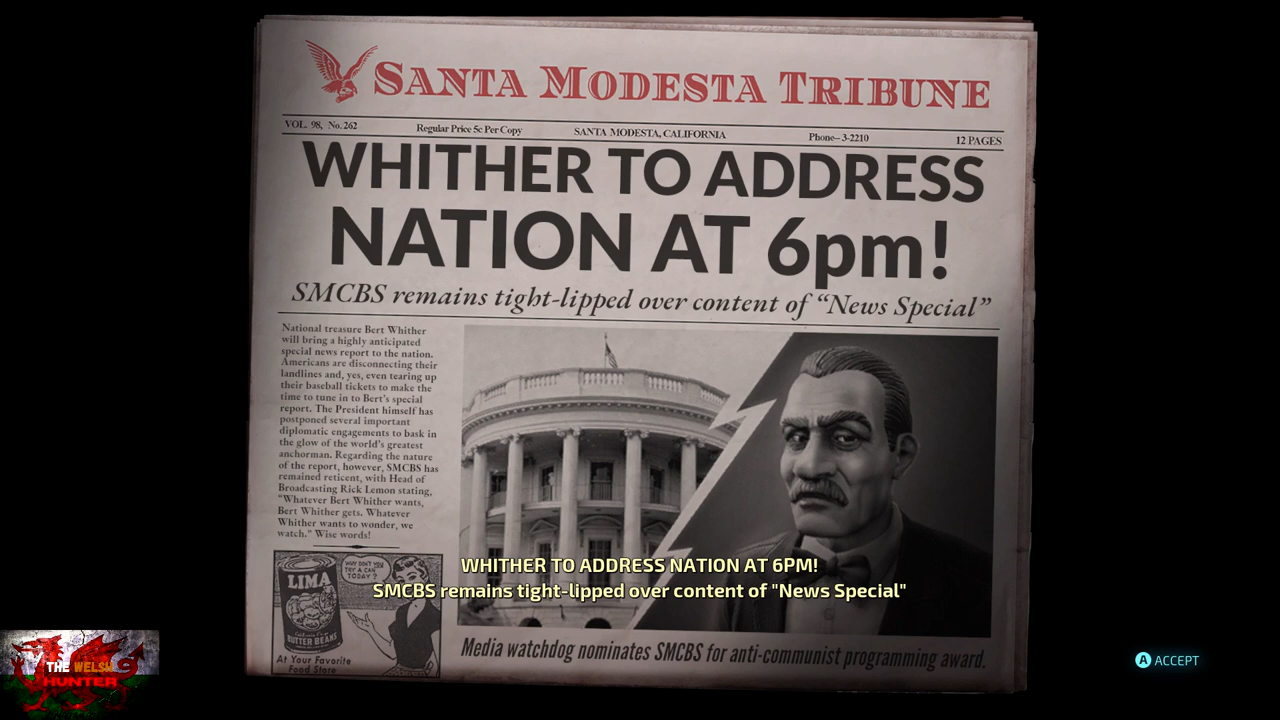 SANTA MODESTA TRIBUNE
VOL. 98, No. 262 Regular Price 5c Per Copy SANTA MODESTA, CALIFORNIA Phone-3-2210 12 PAGES
WHITHER TO ADDRESS
NATION AT 6pm!
SMCBS remains tight-lipped over content of “News Special”
National treasure Bert Whither
will bring a highly anticipated
special news report to the nation.
Americans are disconnecting their
landlines and, yes, even tearing up
their baseball tickets to make the
time to tune in to Bert's special
report. The President himself has
postponed several important
diplomatic engagements to bask in
the glow of the world's greatest
anchorman. Regarding the nature
of the report, however, SMCBS has
remained reticent, with Head of
Broadcasting Rick Lemon stating,
“Whatever Bert Whither wants,
Bert Whither gets. Whatever
Whither wants to wonder, we
watch.” Wise words!
LIMA
BUTTER BEANS
WHY DON'T YOU
TRY A CAN
TODAY?
At Your Favorite
Food Store
WHITHER TO ADDRESS NATION AT 6PM!
SMCBS remains tight-lipped over content of "News Special"
Media watchdog nominates SMCBS for anti-communist programming award.
THE WELSH
HUNTER
A ACCEPT